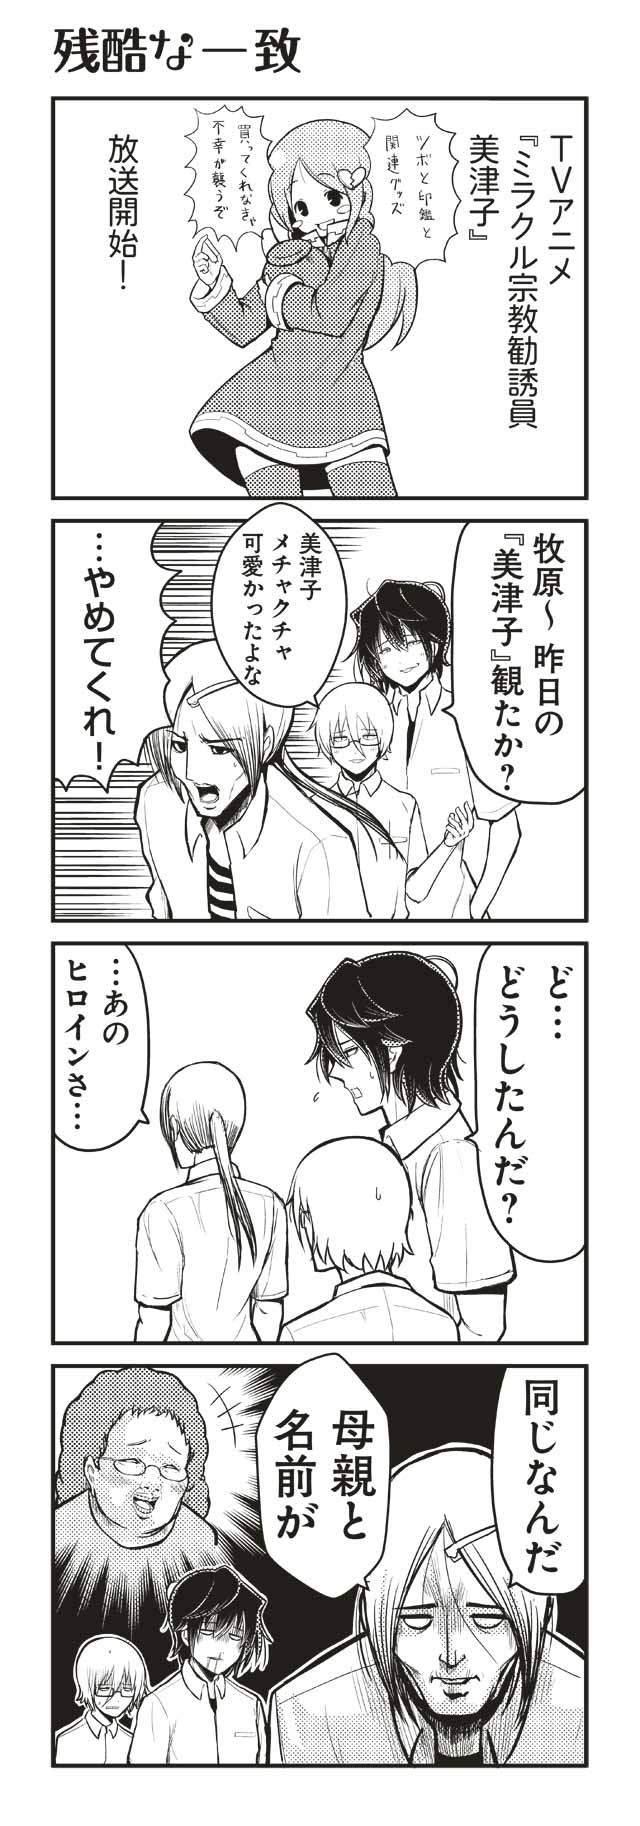 残酷な一致
TVアニメ
『ミラクル宗教勧誘員
美津子』
放送開始！
ツボと印鑑と
関連グッズ
買ってくれなきゃ
不幸が襲うぞ
牧原～昨日の
『美津子』観たか？
美津子
メチャクチャ
可愛かったよな
…やめてくれ！
ど…
どうしたんだ？
…あの
ヒロインさ…
同じなんだ
母親と
名前が